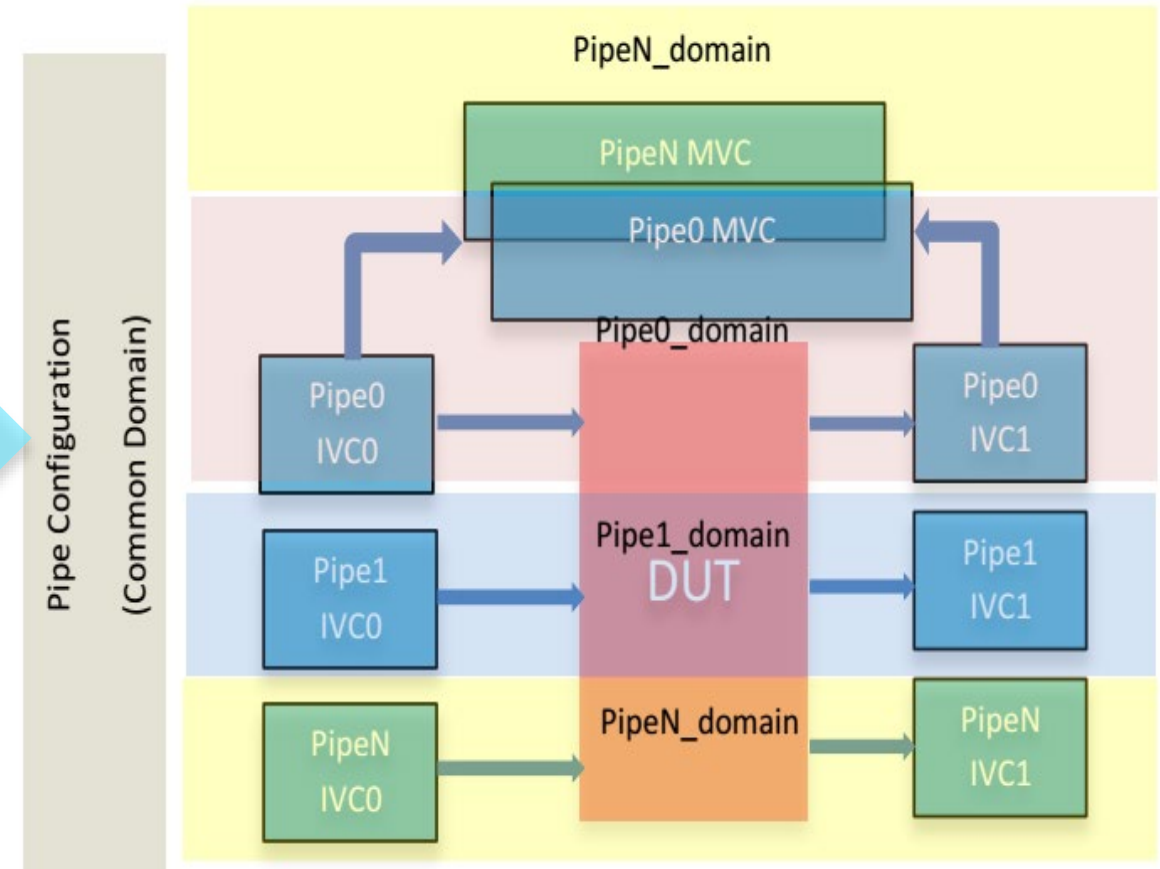 Pipe Configuration
(Common Domain)
PipeN_domain
PipeN MVC
Pipe0 MVC
Pipe0_domain
Pipe0
IVC0
Pipe0
IVC1
Pipe1_domain
DUT
Pipe1
IVC0
Pipe1
IVC1
PipeN_domain
PipeN
IVC0
PipeN
IVC1